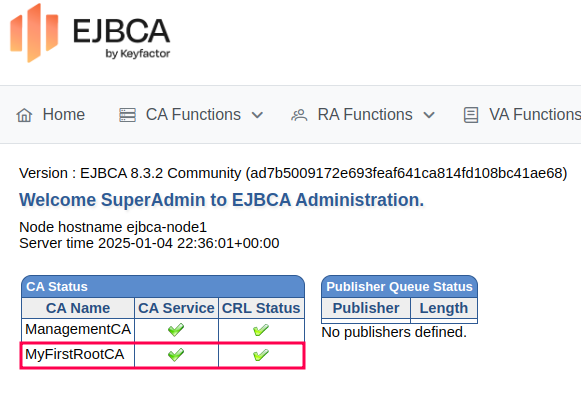 EJBCA
by Keyfactor
Home CA Functions RA Functions VA Functions
Version : EJBCA 8.3.2 Community (ad7b5009172e693feaf641ca814fd108bc41ae68)
Welcome SuperAdmin to EJBCA Administration.
Node hostname ejbca-node1
Server time 2025-01-04 22:36:01+00:00
CA Status
CA Name CA Service CRL Status
ManagementCA
MyFirstRootCA
Publisher Queue Status
Publisher Length
No publishers defined.